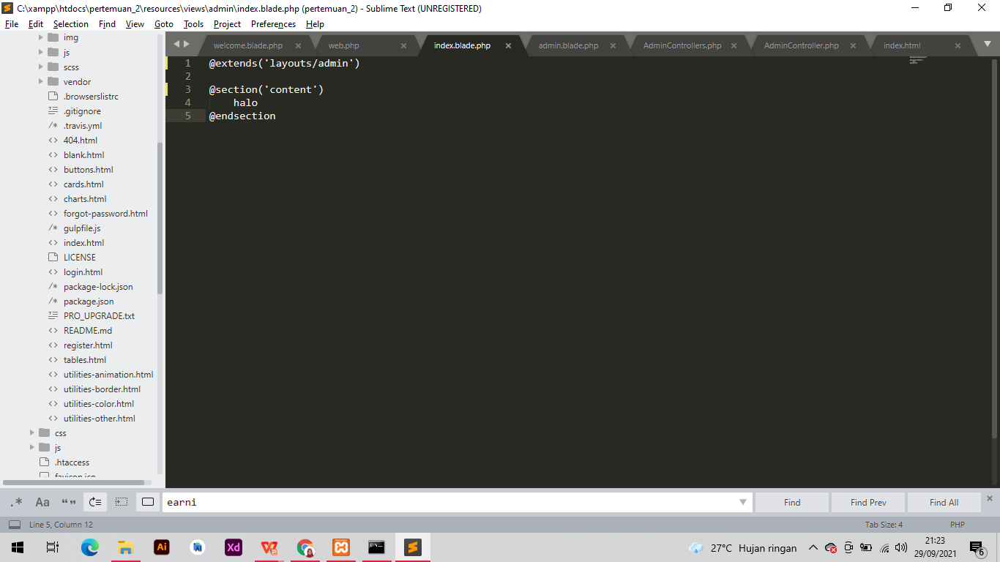 C:\xampp\htdocs\pertemuan_2\resources\views\admin\index.blade.php (pertemuan_2) - Sublime Text (UNREGISTERED)
File Edit Selection Find View Goto Tools Project Preferences Help
img
js
scss
vendor
.browserslistrc
.gitignore
/* .travis.yml
<> 404.html
<> blank.html
<> buttons.html
<> cards.html
<> charts.html
<> forgot-password.html
/* gulpfile.js
<> index.html
LICENSE
<> login.html
/* package-lock.json
/* package.json
PRO_UPGRADE.txt
<> README.md
<> register.html
<> tables.html
<> utilities-animation.html
<> utilities-border.html
<> utilities-color.html
<> utilities-other.html
css
js
.htaccess
favicon.ico
welcome.blade.php web.php index.blade.php admin.blade.php AdminControllers.php AdminController.php index.html
1 @extends('layouts/admin')
2
3 @section('content')
4 halo
5 @endsection
.* Aa “” earni Find Find Prev Find All
Line 5, Column 12 Tab Size: 4 PHP
Ai Xd 27°C Hujan ringan 21:23
29/09/2021 6